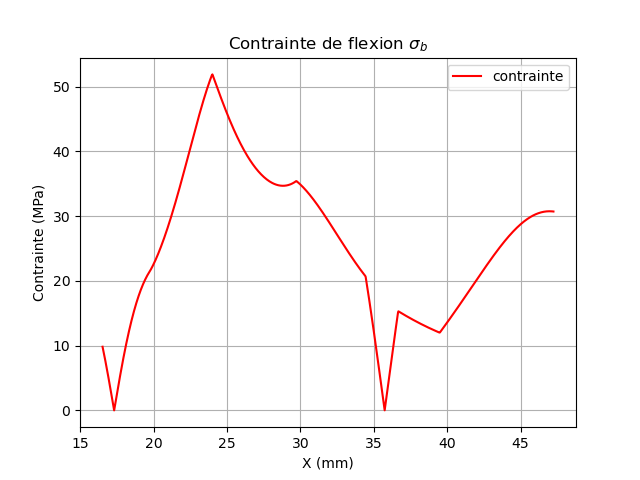 Contrainte de flexion σ_b
contrainte
Contrainte (MPa)
50
40
30
20
10
0
15 20 25 30 35 40 45
X (mm)